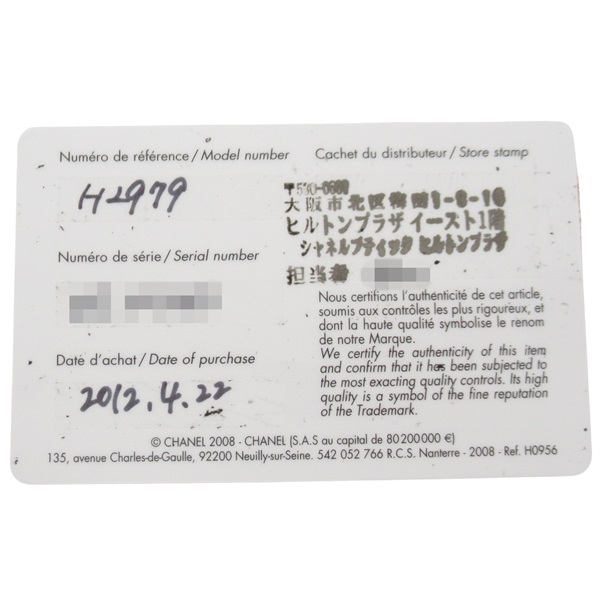 Numéro de référence / Model number
H2979
Cachet du distributeur / Store stamp
大阪市北区梅田1-8-16
ヒルトンプラザ イースト1階
シャネルブティック ヒルトンプラザ
担当者
Numéro de série / Serial number
Date d'achat / Date of purchase
2012.4.22
Nous certifions l'authenticité de cet article,
soumis aux contrôles les plus rigoureux, et
dont la haute qualité symbolise le renom
de notre Marque.
We certify the authenticity of this item
and confirm that it has been subjected to
the most exacting quality controls. Its high
quality is a symbol of the fine reputation
of the Trademark.
© CHANEL 2008 - CHANEL (S.A.S au capital de 80 200 000 €)
135, avenue Charles-de-Gaulle, 92200 Neuilly-sur-Seine. 542 052 766 R.C.S. Nanterre - 2008 - Ref. H0956